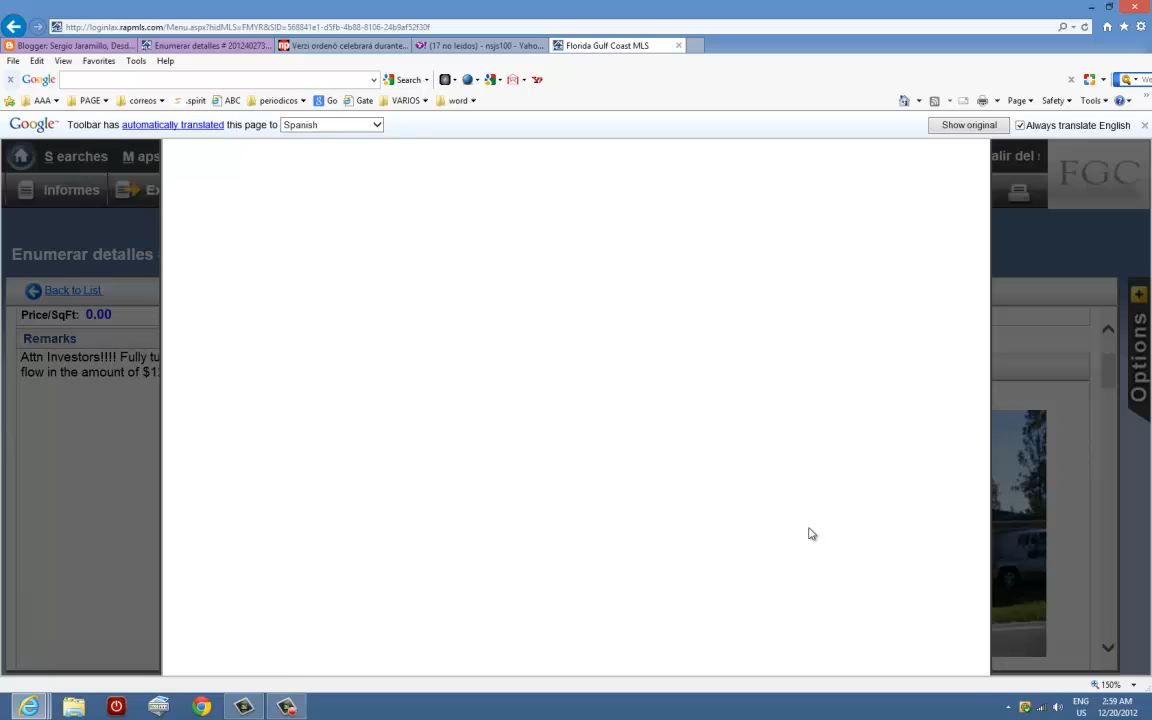 http://loginlax.rapmls.com/Menu.aspx?hidMLS=FMYR&SID=568841e1-d5fb-4b88-8106-24b9af52f30f
Blogger: Sergio Jaramillo, Desd... Enumerar detalles # 201240273... Verzi ordenó celebrará durante... (17 no leídos) - nsjs100 - Yaho... Florida Gulf Coast MLS
File Edit View Favorites Tools Help
x Google Search
AAA PAGE correos .spirit ABC periodicos Go Gate VARIOS word Page Safety Tools
Google™ Toolbar has automatically translated this page to Spanish Show original Always translate English
Searches Maps alir del s FGC
Informes Ex
Enumerar detalles
Back to List
Price/SqFt: 0.00
Remarks
Attn Investors!!!! Fully tu
flow in the amount of $1
Options
150%
ENG 2:59 AM
US 12/20/2012